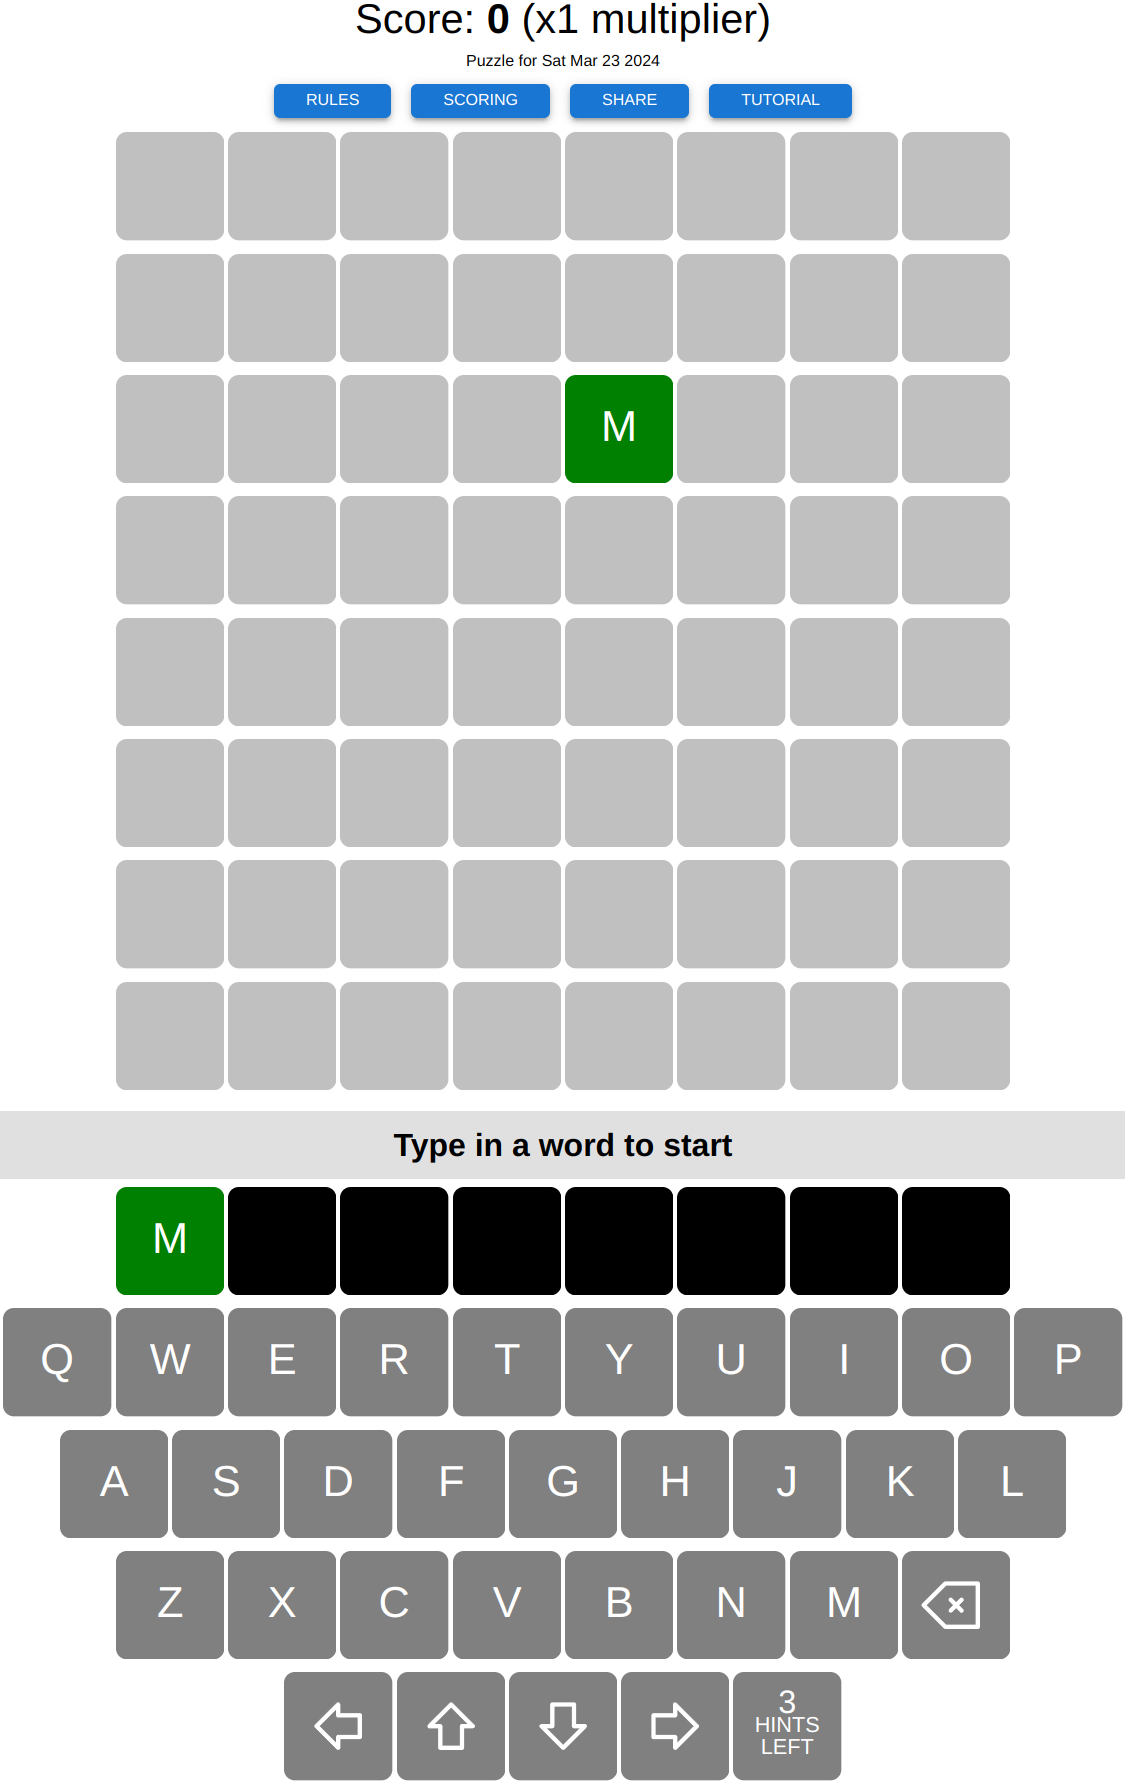 Score: 0 (x1 multiplier)
Puzzle for Sat Mar 23 2024
RULES SCORING SHARE TUTORIAL
M
Type in a word to start
M
Q W E R T Y U I O P
A S D F G H J K L
Z X C V B N M
3
HINTS
LEFT